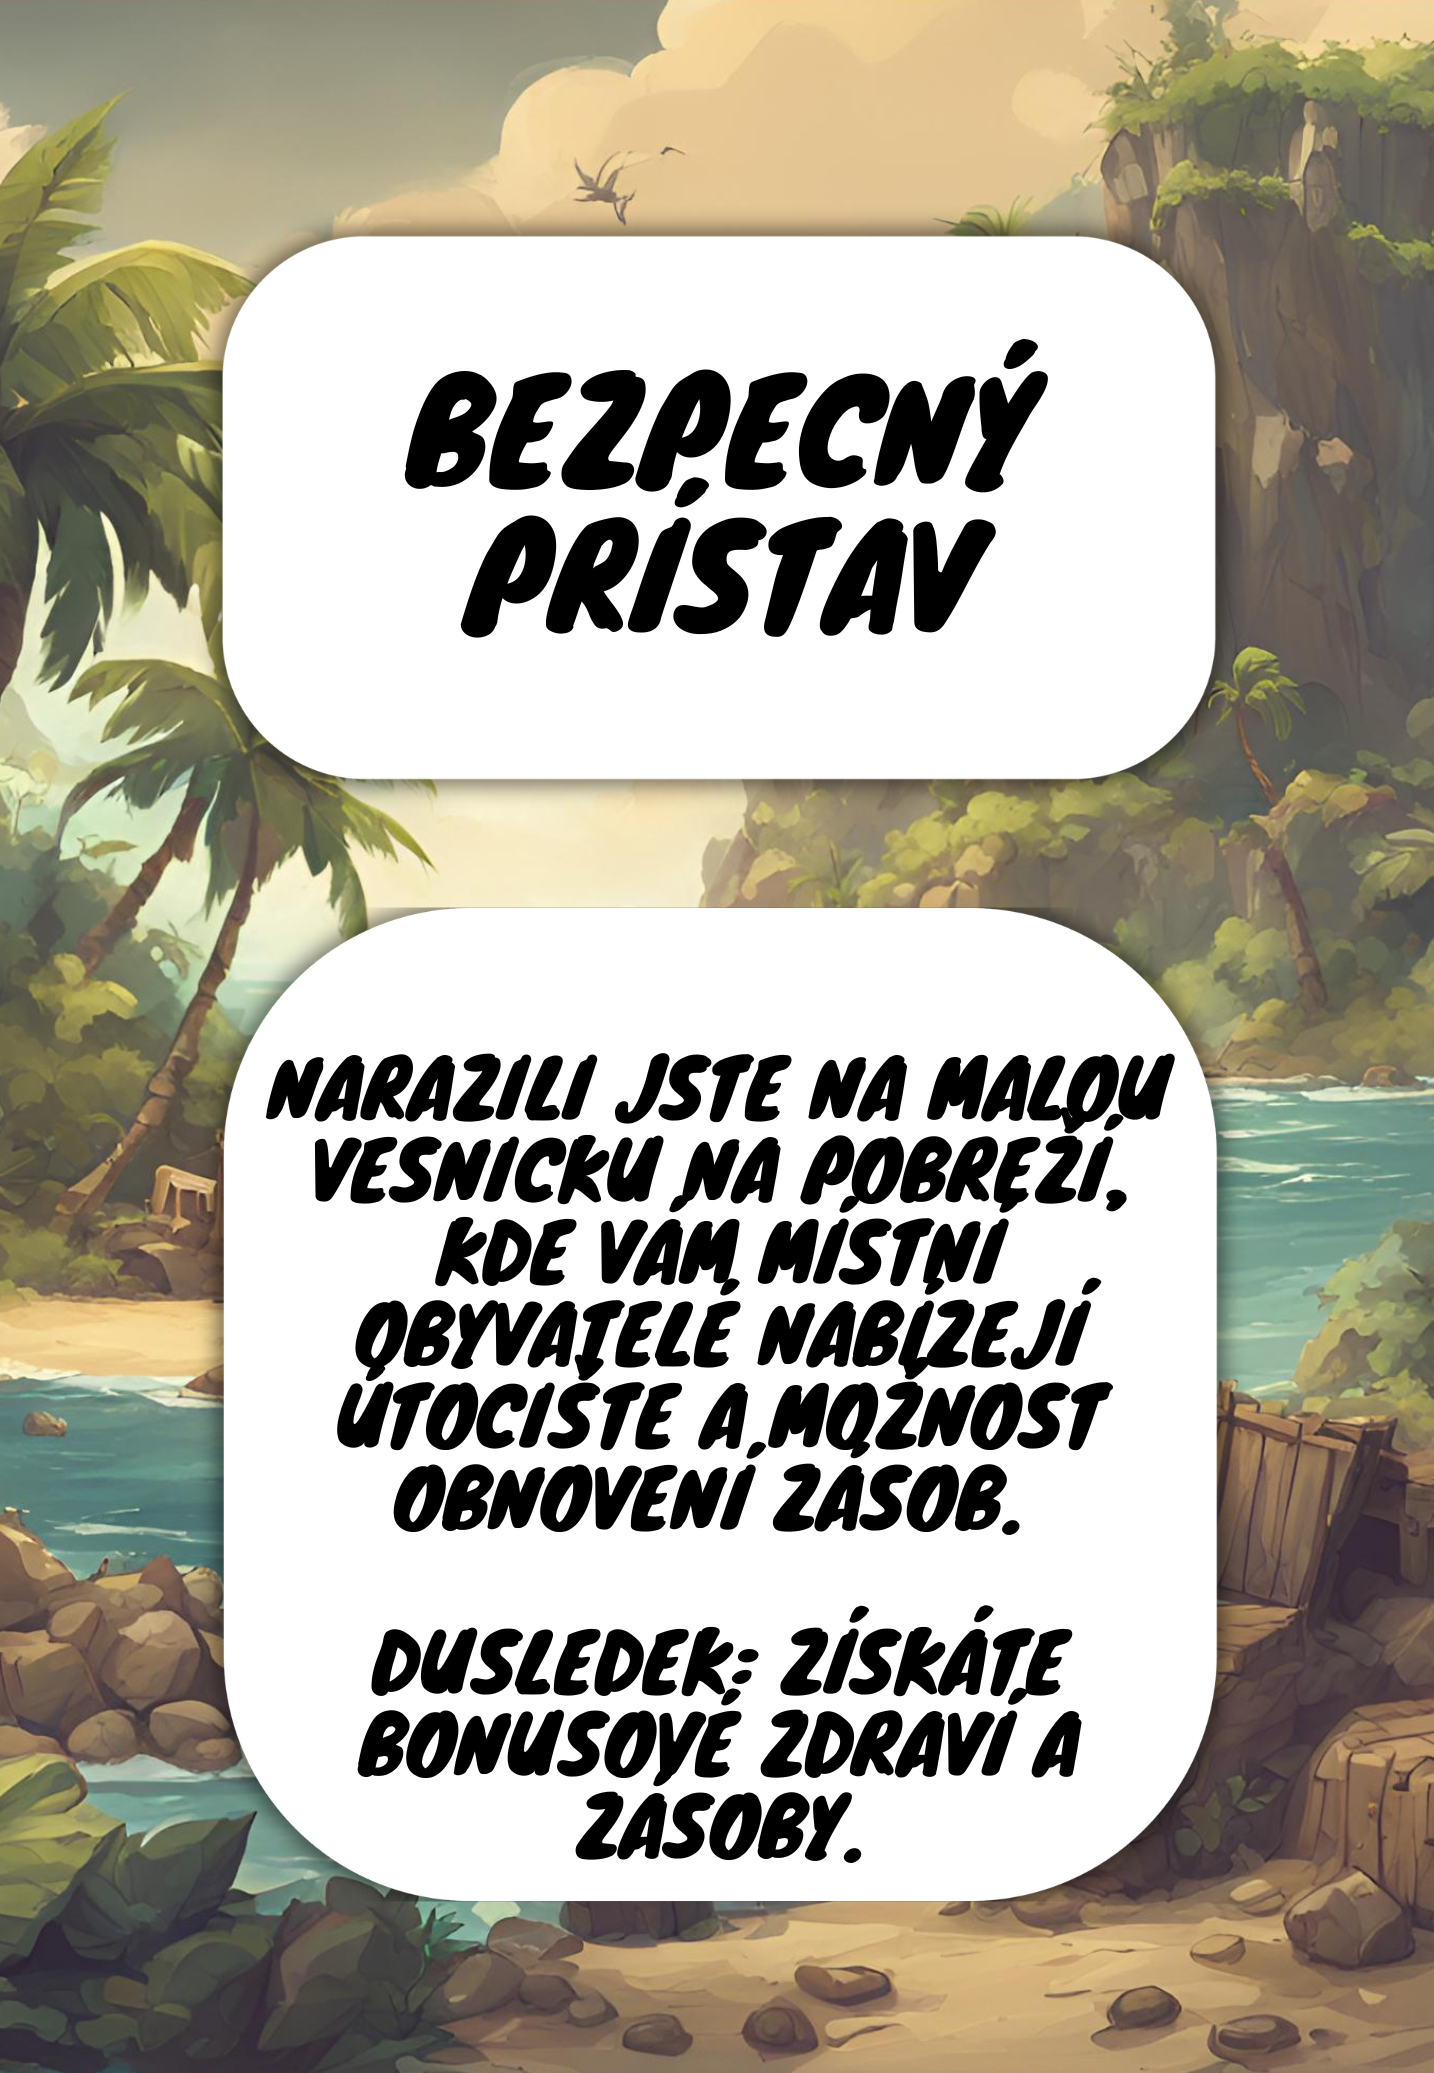 BEZPECNÝ
PRÍSTAV
NARAZILI JSTE NA MALOU
VESNICKU NA POBREŽÍ,
KDE VÁM MÍSTNÍ
OBYVATELÉ NABÍZEJÍ
ÚTOCIŠTE A MOŽNOST
OBNOVENÍ ZÁSOB.
DUSLEDEK: ZÍSKÁTE
BONUSOVÉ ZDRAVÍ A
ZÁSOBY.